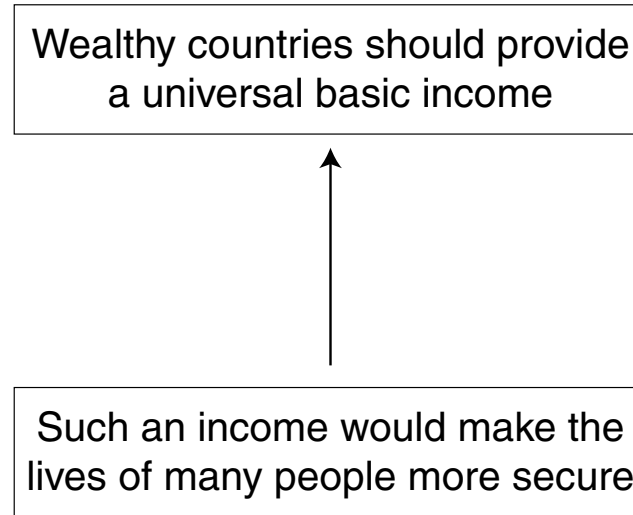 Wealthy countries should provide
a universal basic income
Such an income would make the
lives of many people more secure